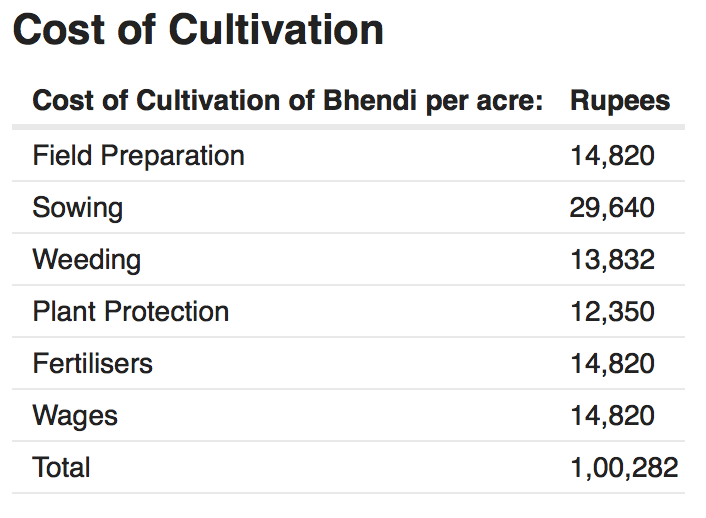 Cost of Cultivation
Cost of Cultivation of Bhendi per acre: Rupees
Field Preparation 14,820
Sowing 29,640
Weeding 13,832
Plant Protection 12,350
Fertilisers 14,820
Wages 14,820
Total 1,00,282